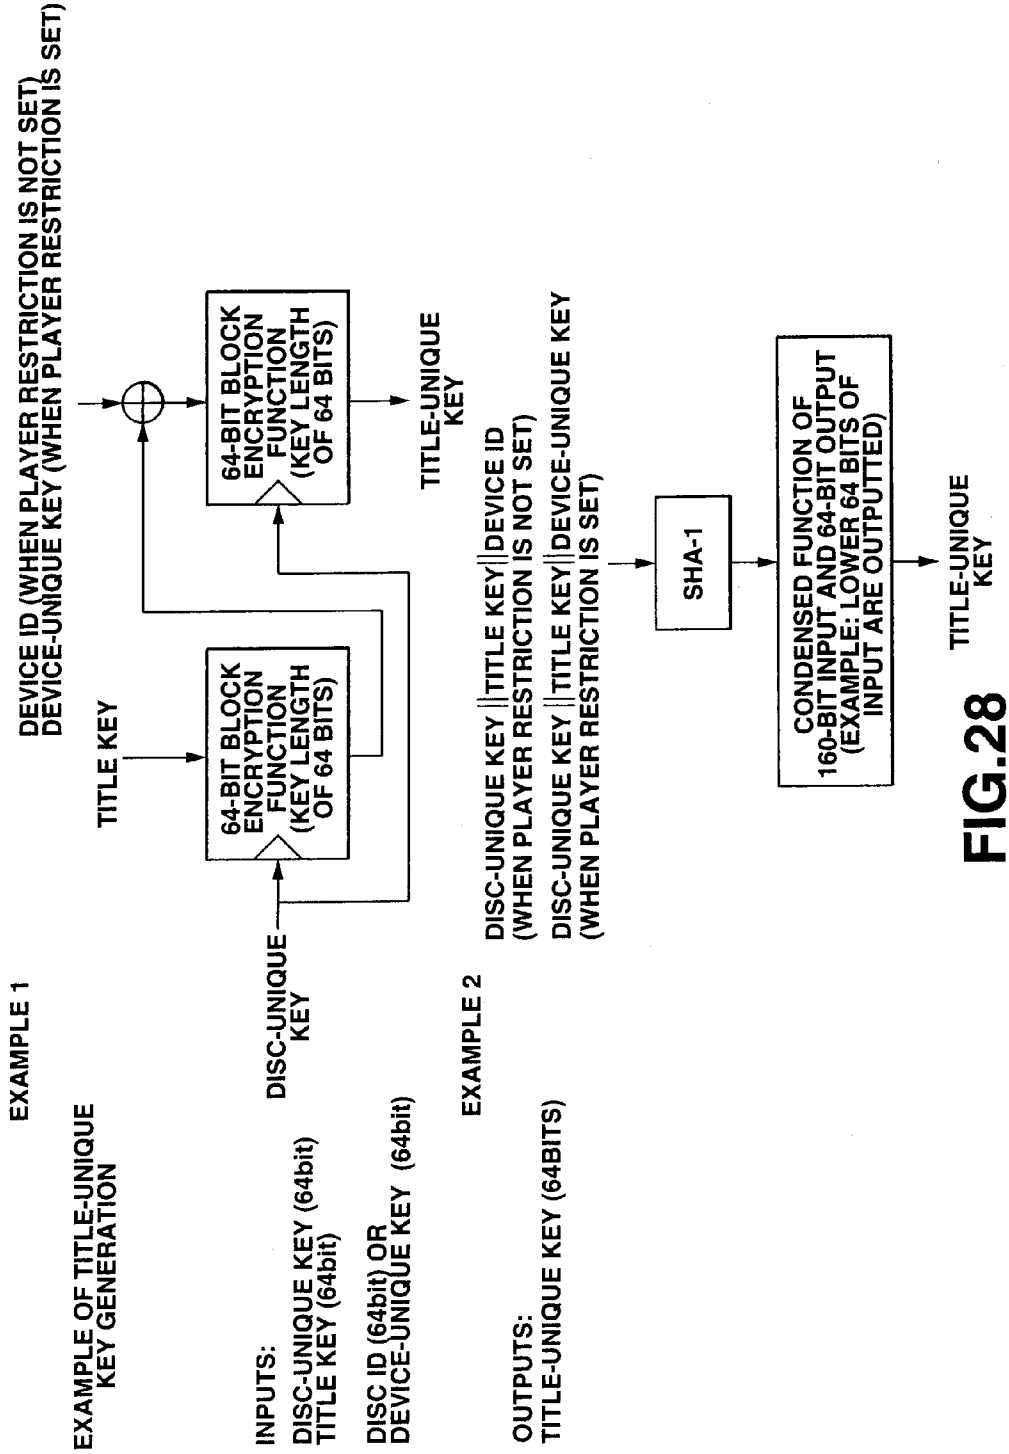 EXAMPLE OF TITLE-UNIQUE
KEY GENERATION
INPUTS:
DISC-UNIQUE KEY (64bit)
TITLE KEY (64bit)
DISC ID (64bit) OR
DEVICE-UNIQUE KEY (64bit)
OUTPUTS:
TITLE-UNIQUE KEY (64BITS)
EXAMPLE 1
DEVICE ID (WHEN PLAYER RESTRICTION IS NOT SET)
DEVICE-UNIQUE KEY (WHEN PLAYER RESTRICTION IS SET)
TITLE KEY
DISC-UNIQUE
KEY
64-BIT BLOCK
ENCRYPTION
FUNCTION
(KEY LENGTH
OF 64 BITS)
64-BIT BLOCK
ENCRYPTION
FUNCTION
(KEY LENGTH
OF 64 BITS)
TITLE-UNIQUE
KEY
EXAMPLE 2
DISC-UNIQUE KEY ||TITLE KEY||DEVICE ID
(WHEN PLAYER RESTRICTION IS NOT SET)
DISC-UNIQUE KEY ||TITLE KEY||DEVICE-UNIQUE KEY
(WHEN PLAYER RESTRICTION IS SET)
SHA-1
CONDENSED FUNCTION OF
160-BIT INPUT AND 64-BIT OUTPUT
(EXAMPLE: LOWER 64 BITS OF
INPUT ARE OUTPUTTED)
TITLE-UNIQUE
KEY
FIG.28